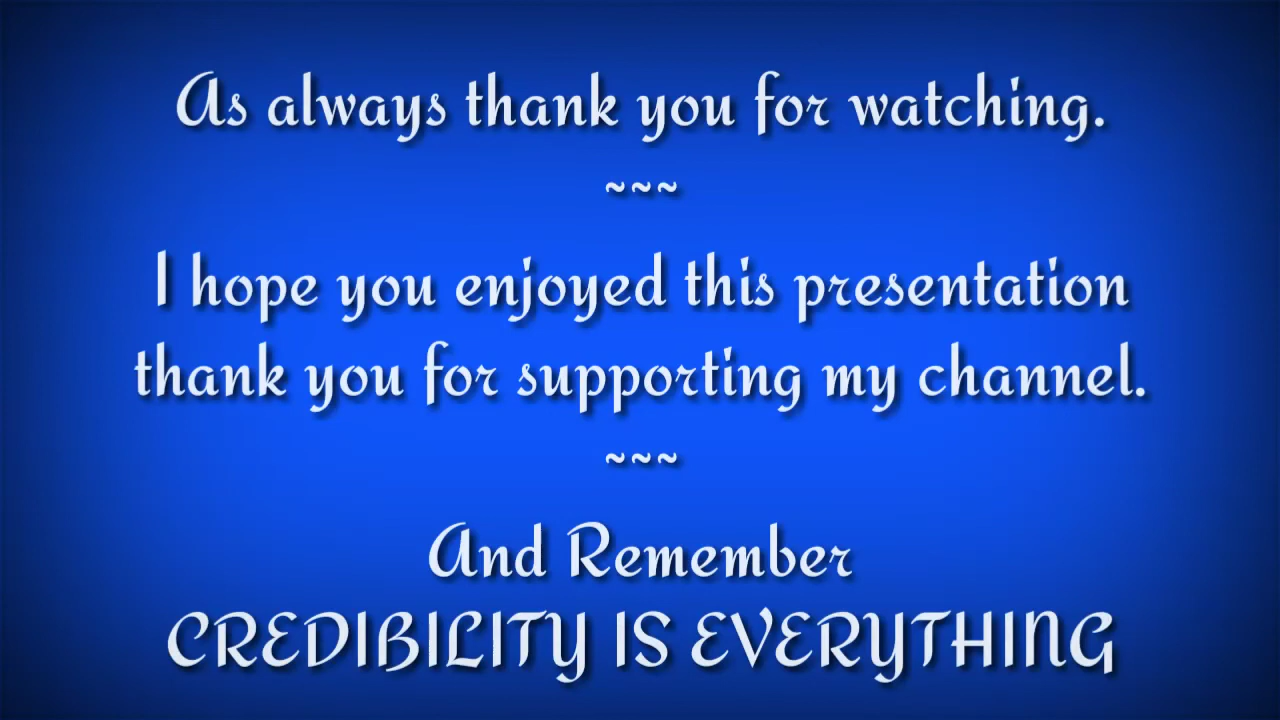 As always thank you for watching.
~~~
I hope you enjoyed this presentation
thank you for supporting my channel.
~~~
And Remember
CREDIBILITY IS EVERYTHING